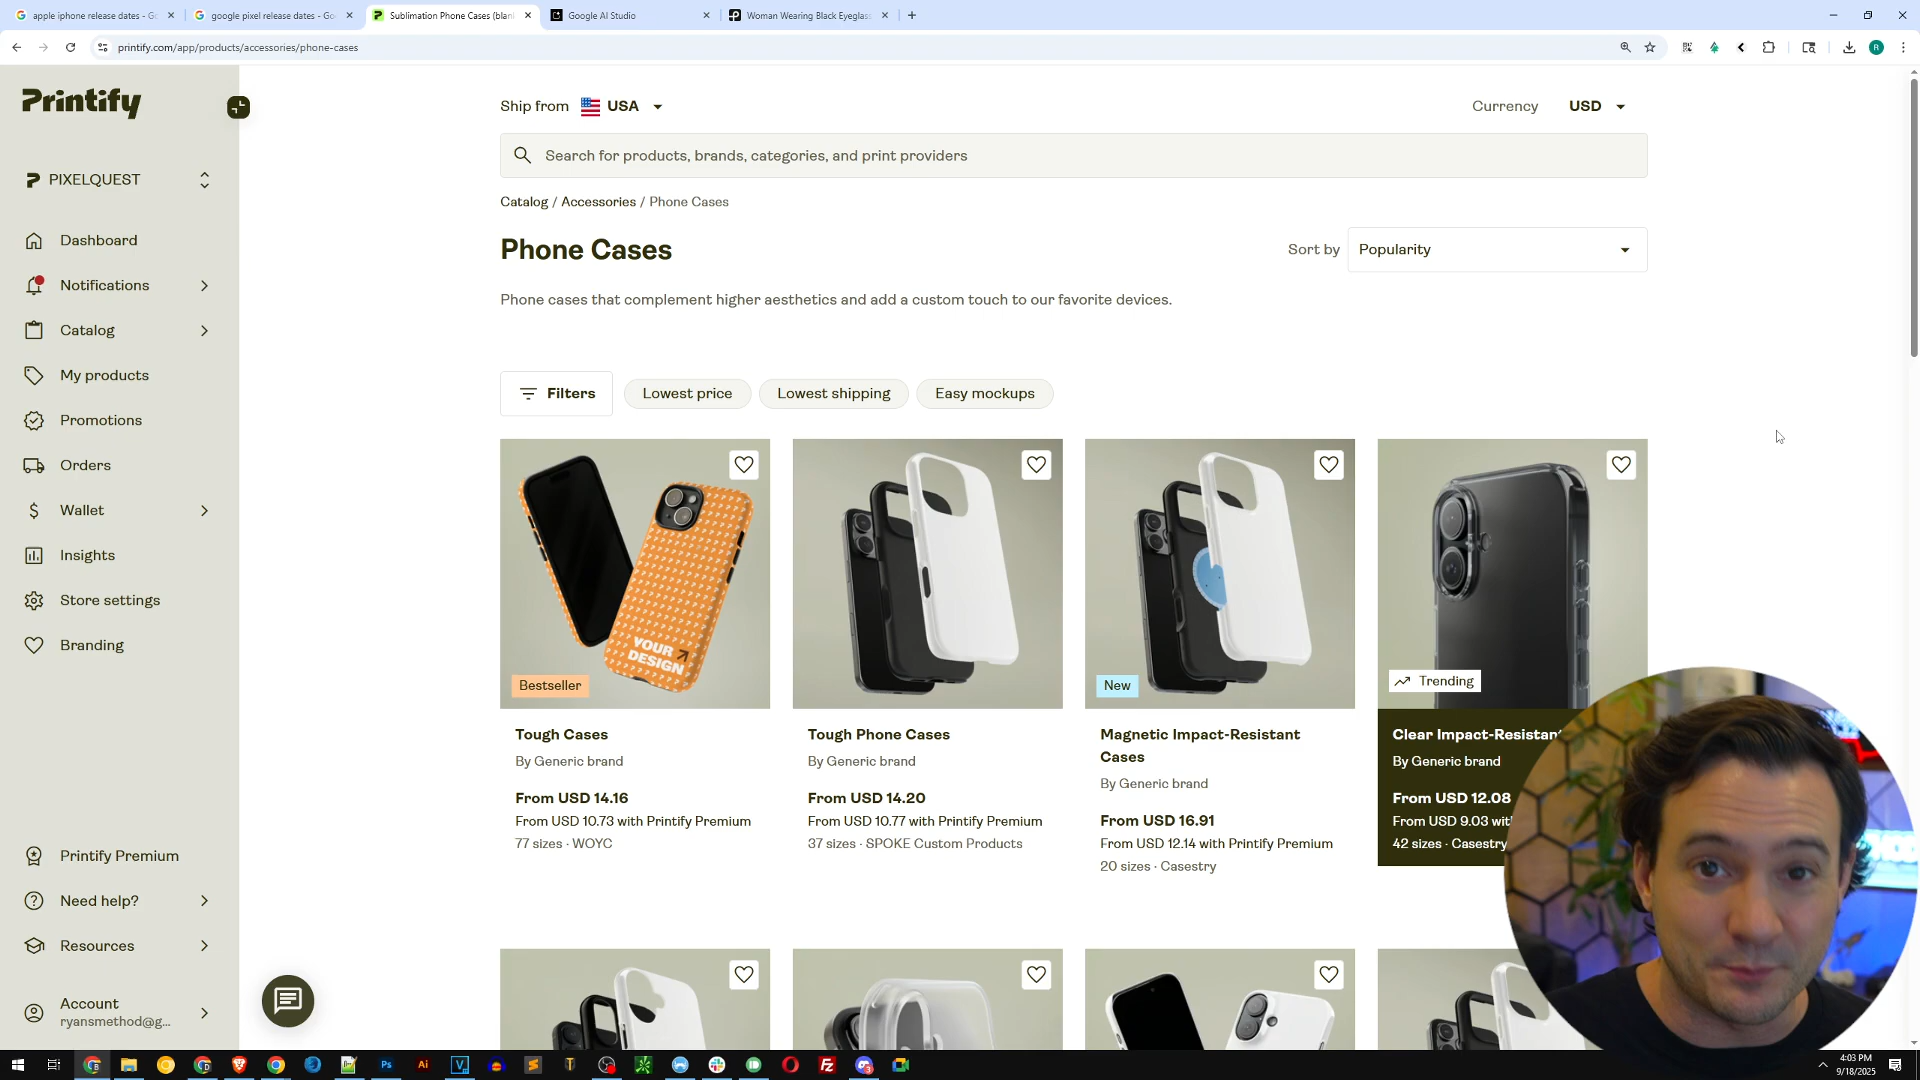 apple iphone release dates - Go
google pixel release dates - Go
Sublimation Phone Cases (blan
Google AI Studio
Woman Wearing Black Eyeglass
printify.com/app/products/accessories/phone-cases
Printify
PIXELQUEST
Dashboard
Notifications
Catalog
My products
Promotions
Orders
Wallet
Insights
Store settings
Branding
Printify Premium
Need help?
Resources
Account
ryansmethod@g...
Ship from USA
Currency USD
Search for products, brands, categories, and print providers
Catalog / Accessories / Phone Cases
Phone Cases
Sort by Popularity
Phone cases that complement higher aesthetics and add a custom touch to our favorite devices.
Filters Lowest price Lowest shipping Easy mockups
YOUR
DESIGN
Bestseller
Tough Cases
By Generic brand
From USD 14.16
From USD 10.73 with Printify Premium
77 sizes · WOYC
Tough Phone Cases
By Generic brand
From USD 14.20
From USD 10.77 with Printify Premium
37 sizes · SPOKE Custom Products
New
Magnetic Impact-Resistant
Cases
By Generic brand
From USD 16.91
From USD 12.14 with Printify Premium
20 sizes · Casestry
Trending
Clear Impact-Resistant
By Generic brand
From USD 12.08
From USD 9.03 wit
42 sizes · Casestry
4:03 PM
9/18/2025